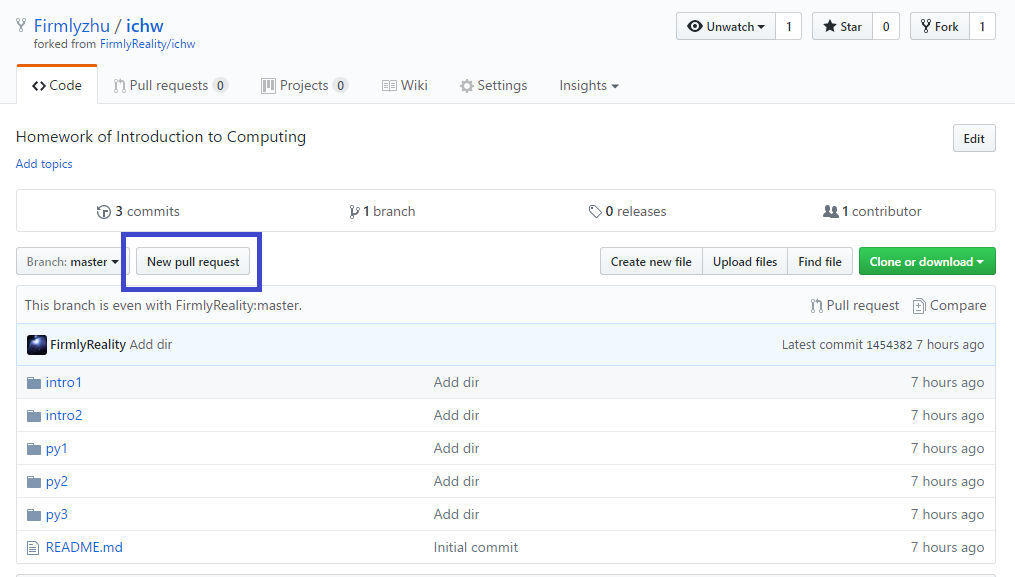 Firmlyzhu / ichw
Unwatch 1 Star 0 Fork 1
forked from FirmlyReality/ichw
Code Pull requests 0 Projects 0 Wiki Settings Insights
Homework of Introduction to Computing
Edit
Add topics
3 commits 1 branch 0 releases 1 contributor
Branch: master New pull request Create new file Upload files Find file Clone or download
This branch is even with FirmlyReality:master. Pull request Compare
FirmlyReality Add dir Latest commit 1454382 7 hours ago
intro1 Add dir 7 hours ago
intro2 Add dir 7 hours ago
py1 Add dir 7 hours ago
py2 Add dir 7 hours ago
py3 Add dir 7 hours ago
README.md Initial commit 7 hours ago